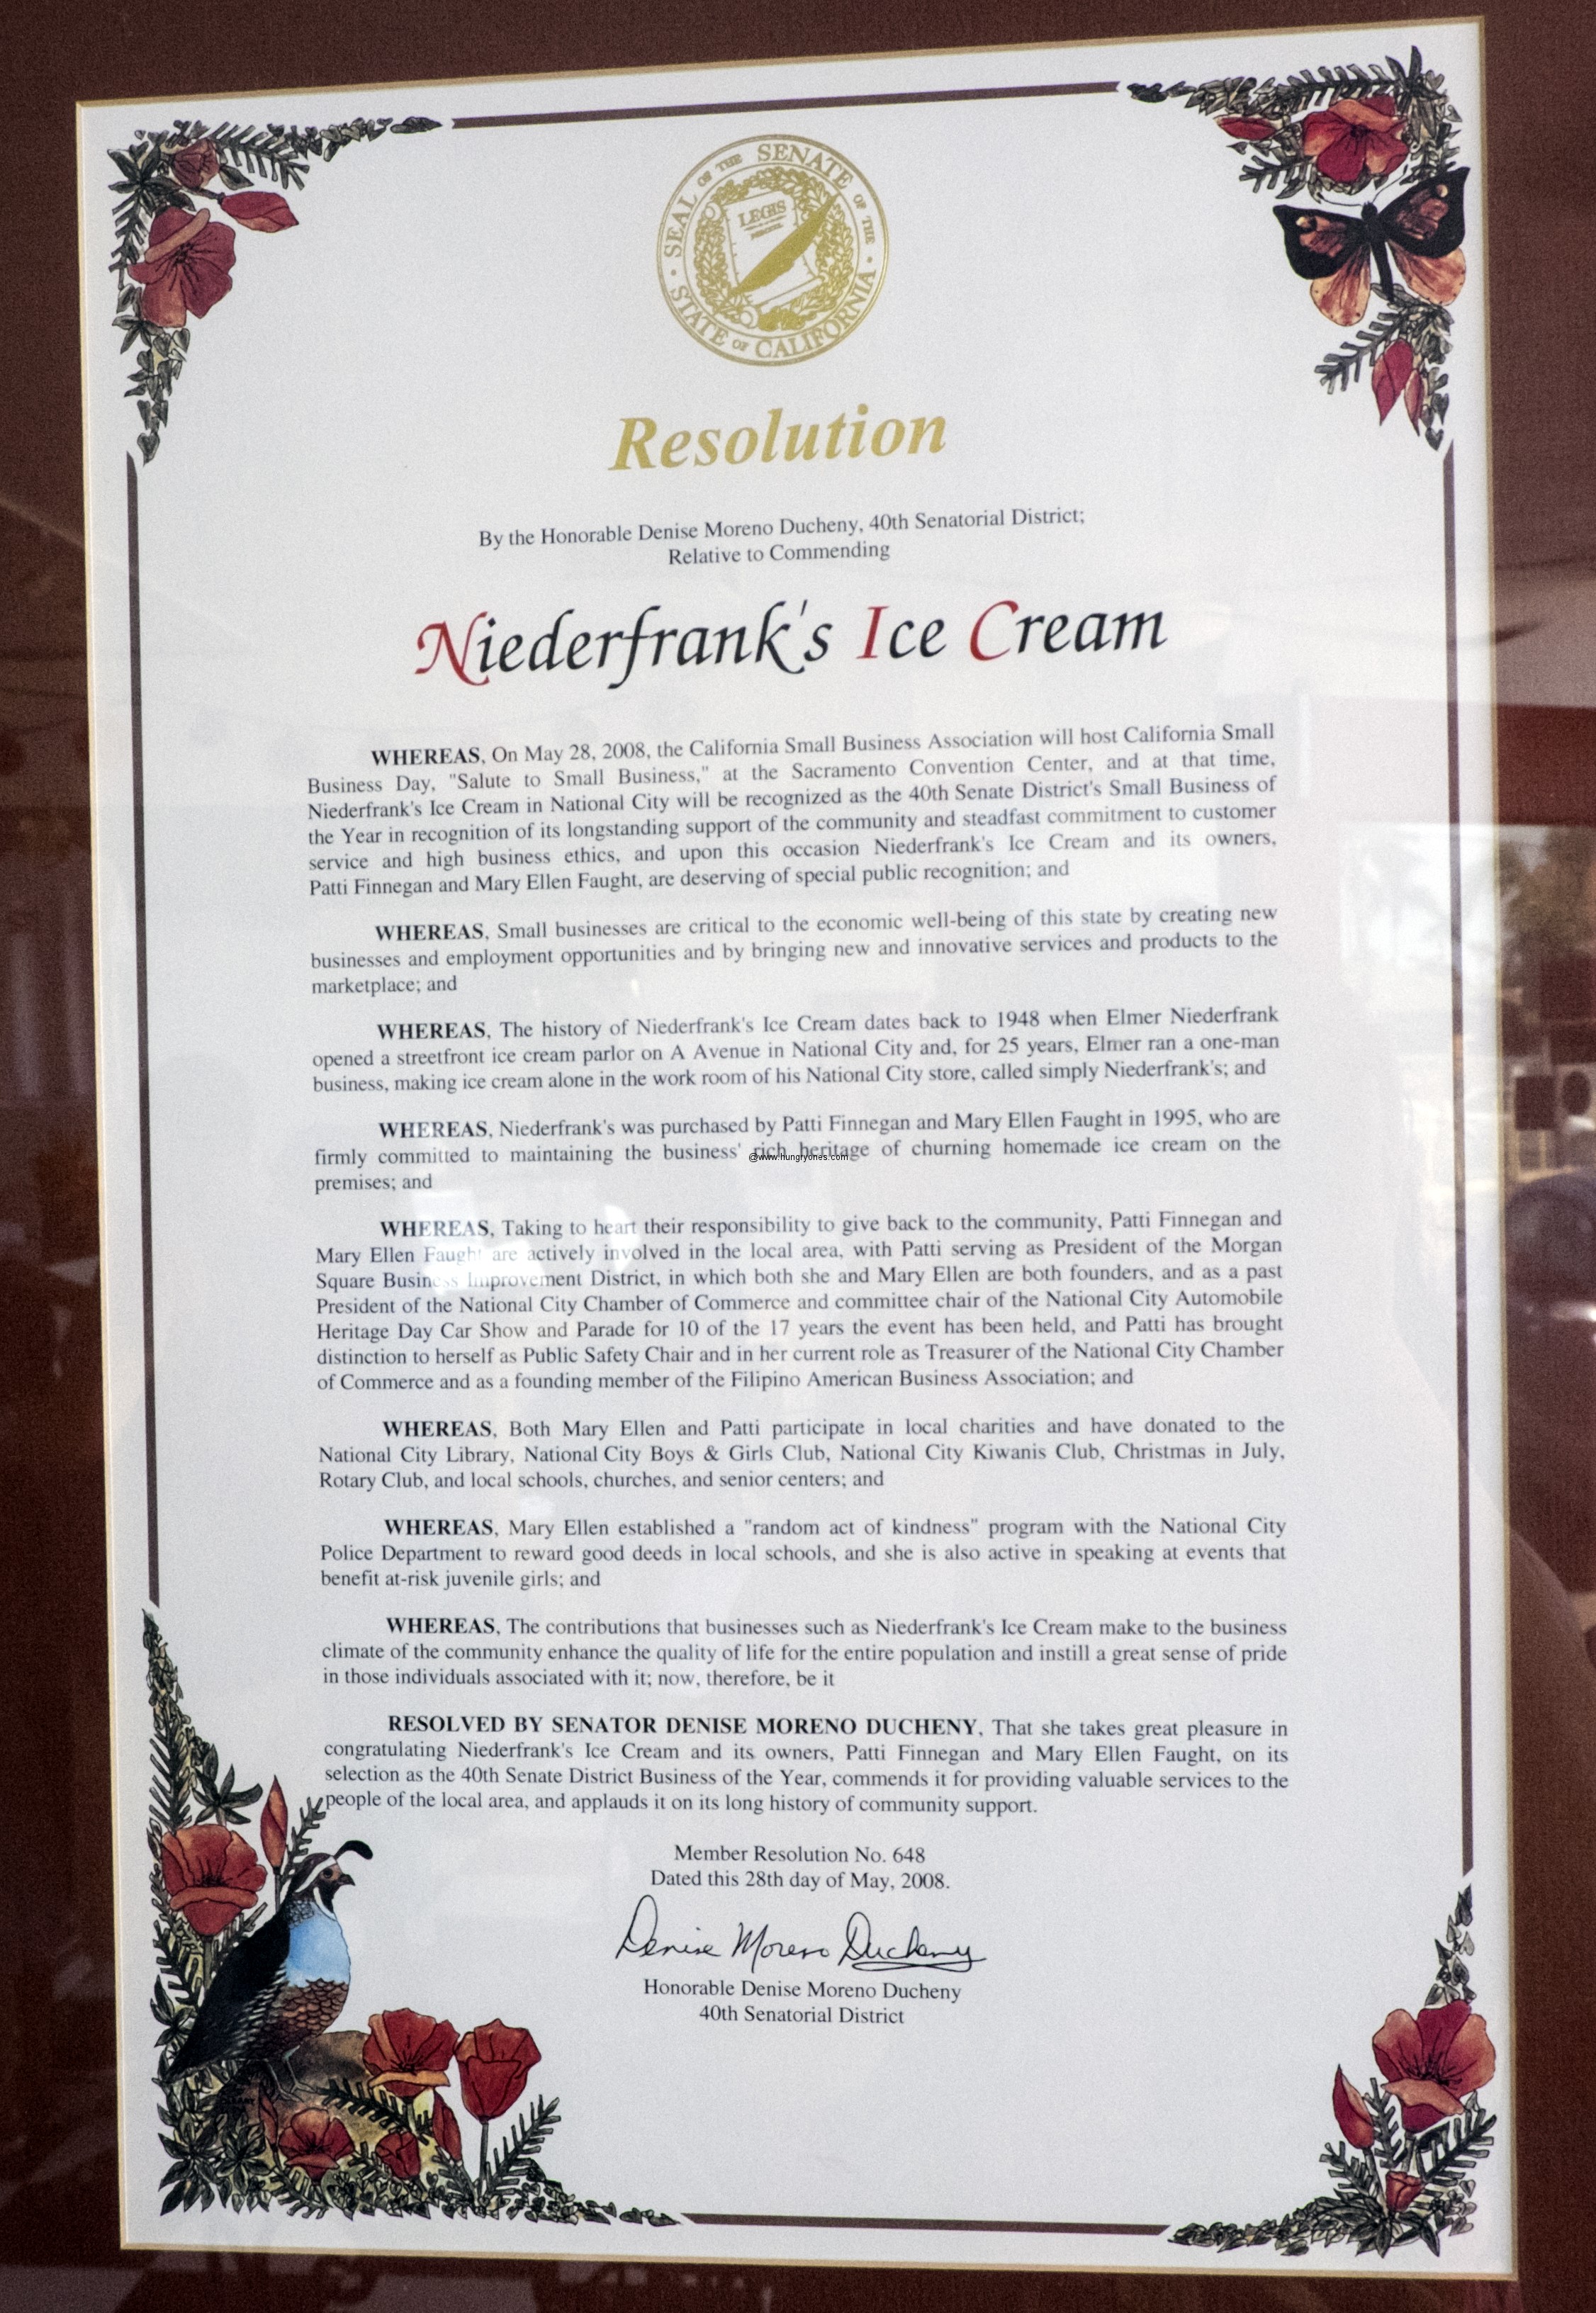 SEAL OF THE SENATE OF THE STATE OF CALIFORNIA
LEGIS
Resolution
By the Honorable Denise Moreno Ducheny, 40th Senatorial District;
Relative to Commending
Niederfrank's Ice Cream
WHEREAS, On May 28, 2008, the California Small Business Association will host California Small
Business Day, "Salute to Small Business," at the Sacramento Convention Center, and at that time,
Niederfrank's Ice Cream in National City will be recognized as the 40th Senate District's Small Business of
the Year in recognition of its longstanding support of the community and steadfast commitment to customer
service and high business ethics, and upon this occasion Niederfrank's Ice Cream and its owners,
Patti Finnegan and Mary Ellen Faught, are deserving of special public recognition; and
WHEREAS, Small businesses are critical to the economic well-being of this state by creating new
businesses and employment opportunities and by bringing new and innovative services and products to the
marketplace; and
WHEREAS, The history of Niederfrank's Ice Cream dates back to 1948 when Elmer Niederfrank
opened a streetfront ice cream parlor on A Avenue in National City and, for 25 years, Elmer ran a one-man
business, making ice cream alone in the work room of his National City store, called simply Niederfrank's; and
WHEREAS, Niederfrank's was purchased by Patti Finnegan and Mary Ellen Faught in 1995, who are
firmly committed to maintaining the business' rich heritage of churning homemade ice cream on the
@www.hungryones.com
premises; and
WHEREAS, Taking to heart their responsibility to give back to the community, Patti Finnegan and
Mary Ellen Faught are actively involved in the local area, with Patti serving as President of the Morgan
Square Business Improvement District, in which both she and Mary Ellen are both founders, and as a past
President of the National City Chamber of Commerce and committee chair of the National City Automobile
Heritage Day Car Show and Parade for 10 of the 17 years the event has been held, and Patti has brought
distinction to herself as Public Safety Chair and in her current role as Treasurer of the National City Chamber
of Commerce and as a founding member of the Filipino American Business Association; and
WHEREAS, Both Mary Ellen and Patti participate in local charities and have donated to the
National City Library, National City Boys & Girls Club, National City Kiwanis Club, Christmas in July,
Rotary Club, and local schools, churches, and senior centers; and
WHEREAS, Mary Ellen established a "random act of kindness" program with the National City
Police Department to reward good deeds in local schools, and she is also active in speaking at events that
benefit at-risk juvenile girls; and
WHEREAS, The contributions that businesses such as Niederfrank's Ice Cream make to the business
climate of the community enhance the quality of life for the entire population and instill a great sense of pride
in those individuals associated with it; now, therefore, be it
RESOLVED BY SENATOR DENISE MORENO DUCHENY, That she takes great pleasure in
congratulating Niederfrank's Ice Cream and its owners, Patti Finnegan and Mary Ellen Faught, on its
selection as the 40th Senate District Business of the Year, commends it for providing valuable services to the
people of the local area, and applauds it on its long history of community support.
Member Resolution No. 648
Dated this 28th day of May, 2008.
Denise Moreno Ducheny
Honorable Denise Moreno Ducheny
40th Senatorial District